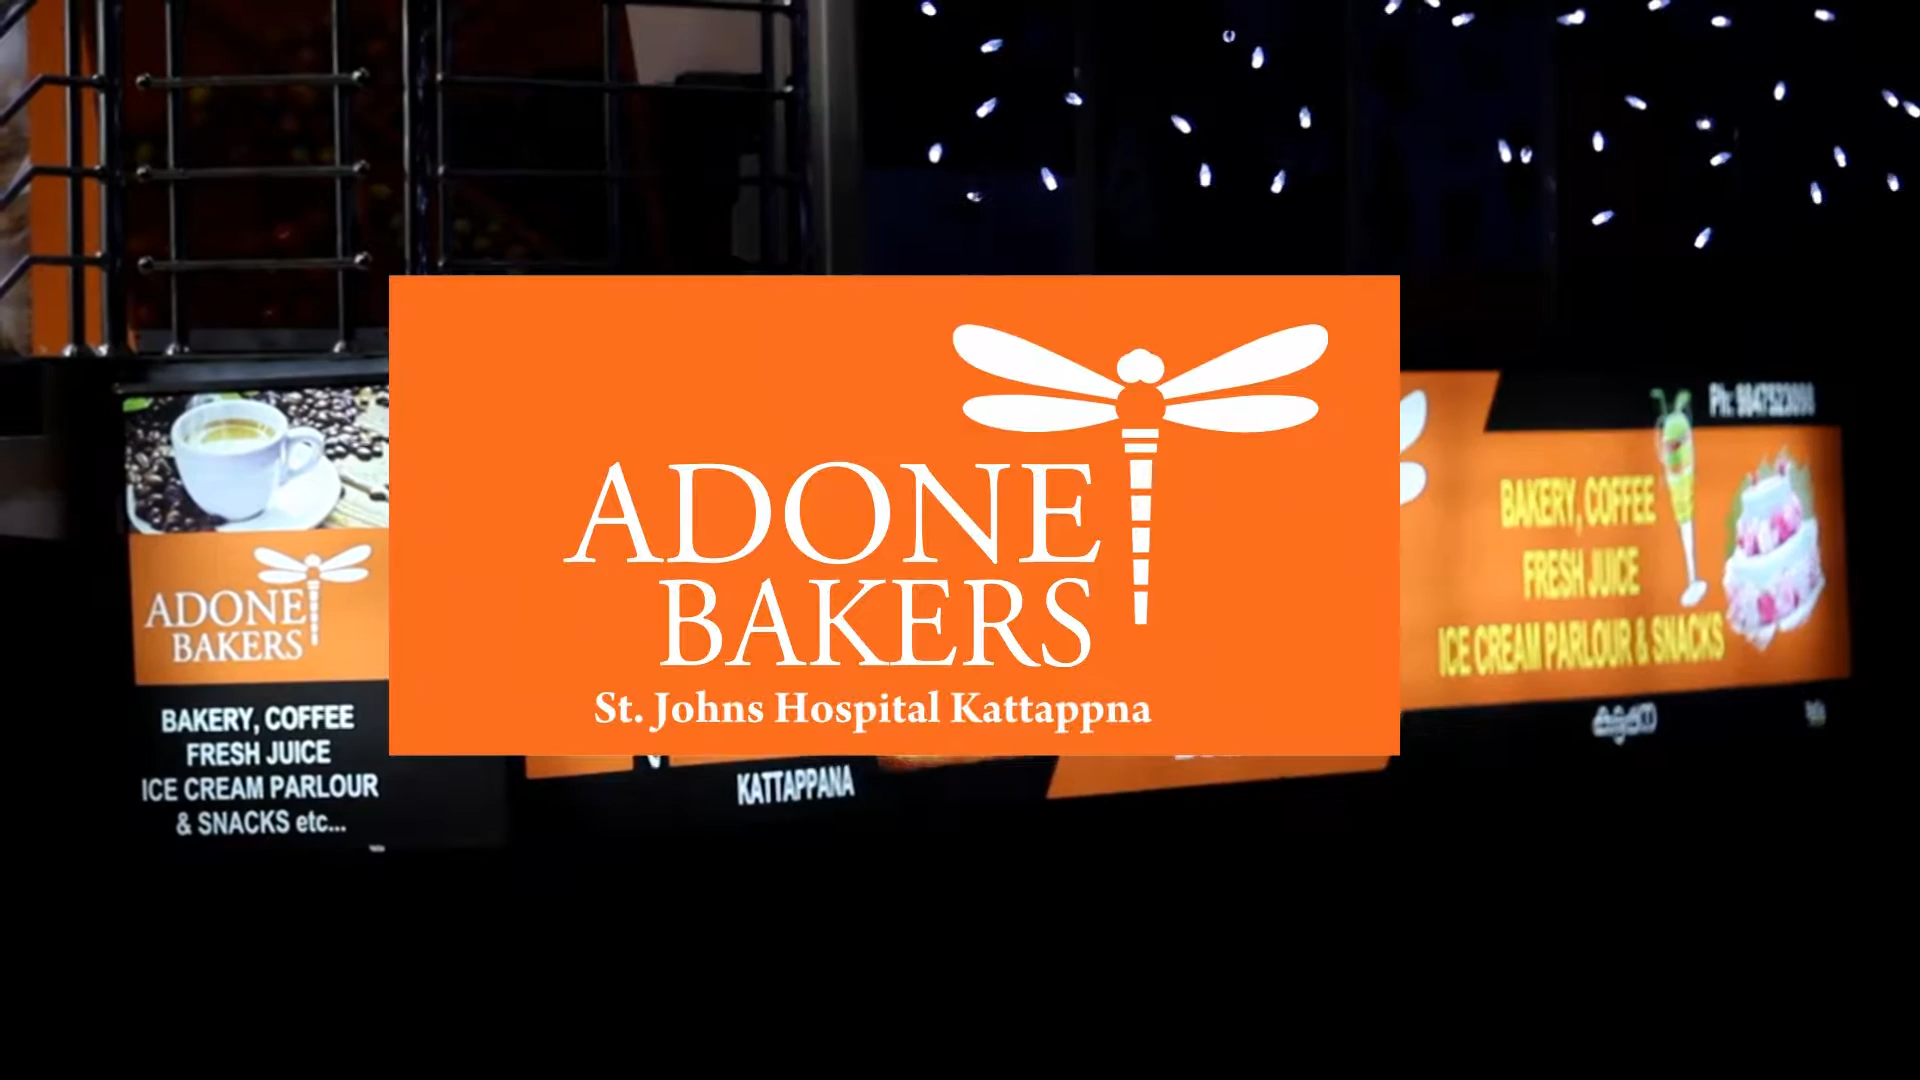 ADONE
BAKERS
St. Johns Hospital Kattappna
ADONE
BAKERS
BAKERY, COFFEE
FRESH JUICE
ICE CREAM PARLOUR
& SNACKS etc...
KATTAPPANA
BAKERY, COFFEE
FRESH JUICE
ICE CREAM PARLOUR & SNACKS